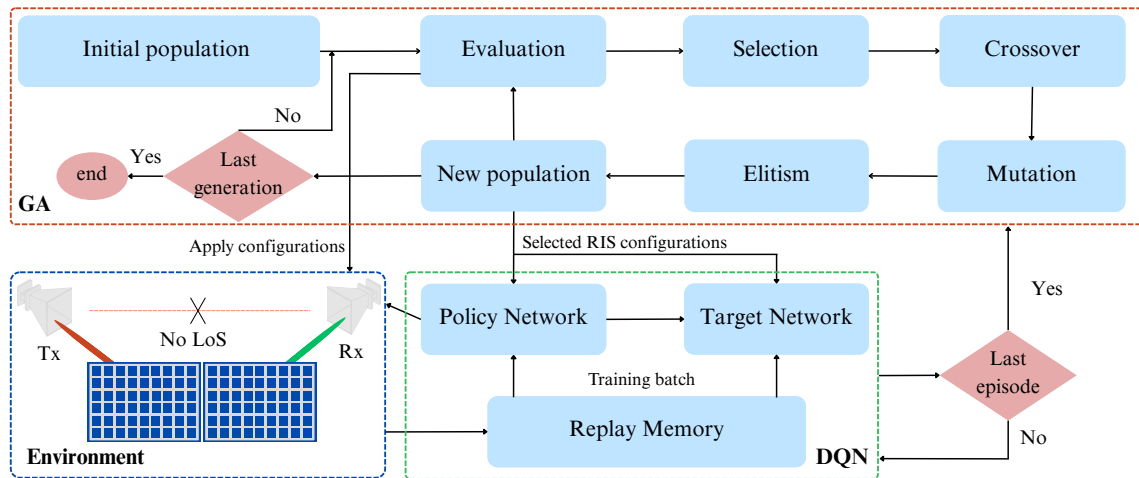 Initial population
Evaluation
Selection
Crossover
No
Yes
end
Last
generation
New population
Elitism
Mutation
GA
Apply configurations
Selected RIS configurations
Yes
No LoS
Tx
Rx
Policy Network
Target Network
Last
episode
Training batch
Replay Memory
No
Environment
DQN